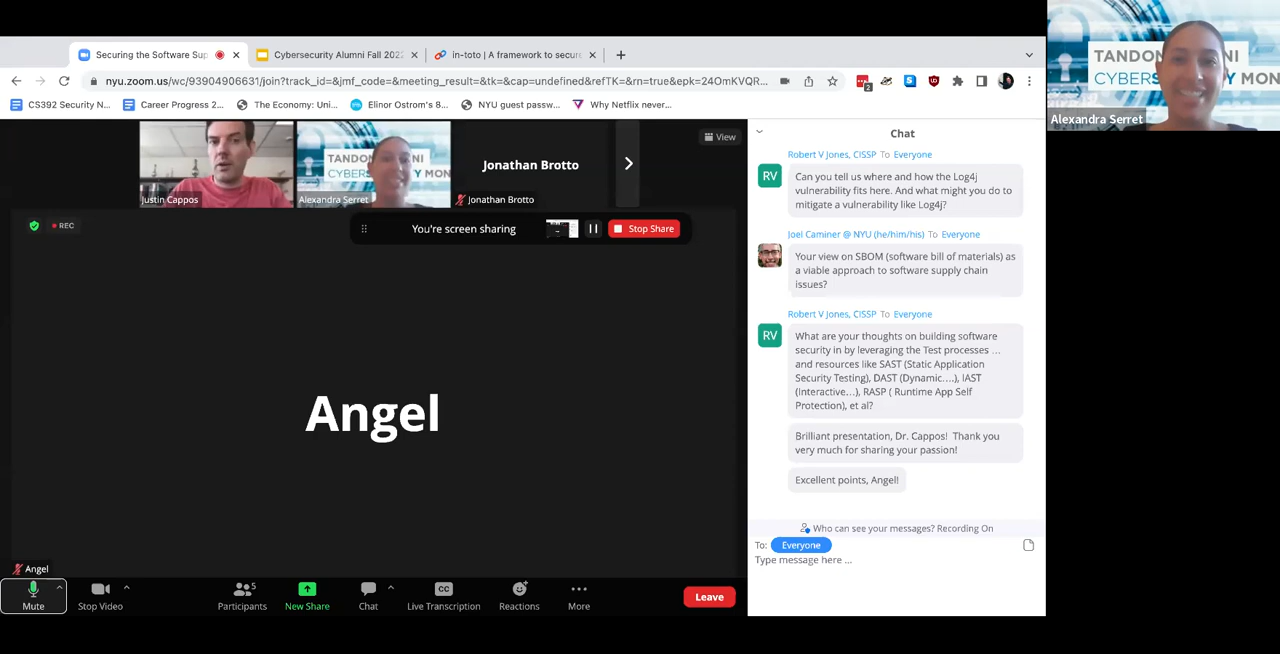 Securing the Software Sup
Cybersecurity Alumni Fall 202
in-toto | A framework to secure
nyu.zoom.us/wc/93904906631/join?track_id=&jmf_code=&meeting_result=&tk=&cap=undefined&refTK=&rn=true&epk=24OmKVQR...
2
CS392 Security N...
Career Progress 2...
The Economy: Uni...
Elinor Ostrom's 8...
NYU guest passw...
Why Netflix never...
TANDON
CYBERS Y MON
Alexandra Serret
Justin Cappos
TANDON NI
CYBERS Y M
Alexandra Serret
Jonathan Brotto
Jonathan Brotto
View
REC
You're screen sharing
Stop Share
Angel
Angel
Mute
Stop Video
Participants
5
New Share
Chat
Live Transcription
CC
Reactions
More
Leave
Chat
Robert V Jones, CISSP To Everyone
RV
Can you tell us where and how the Log4j
vulnerability fits here. And what might you do to
mitigate a vulnerability like Log4j?
Joel Caminer @ NYU (he/him/his) To Everyone
Your view on SBOM (software bill of materials) as
a viable approach to software supply chain
issues?
Robert V Jones, CISSP To Everyone
RV
What are your thoughts on building software
security in by leveraging the Test processes ...
and resources like SAST (Static Application
Security Testing), DAST (Dynamic....), IAST
(Interactive...), RASP ( Runtime App Self
Protection), et al?
Brilliant presentation, Dr. Cappos! Thank you
very much for sharing your passion!
Excellent points, Angel!
Who can see your messages? Recording On
To: Everyone
Type message here ...